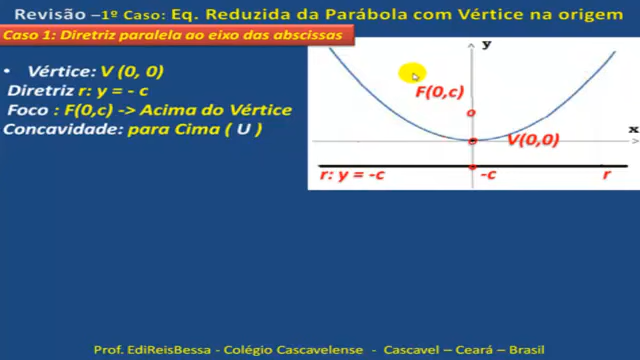 Revisão –1º Caso: Eq. Reduzida da Parábola com Vértice na origem
Caso 1: Diretriz paralela ao eixo das abscissas
• Vértice: V (0, 0)
Diretriz r: y = - c
Foco : F(0,c) -> Acima do Vértice
Concavidade: para Cima ( U )
y
F(0,c)
x
V(0,0)
r: y = -c
-c
r
Prof. EdiReisBessa - Colégio Cascavelense - Cascavel – Ceará – Brasil